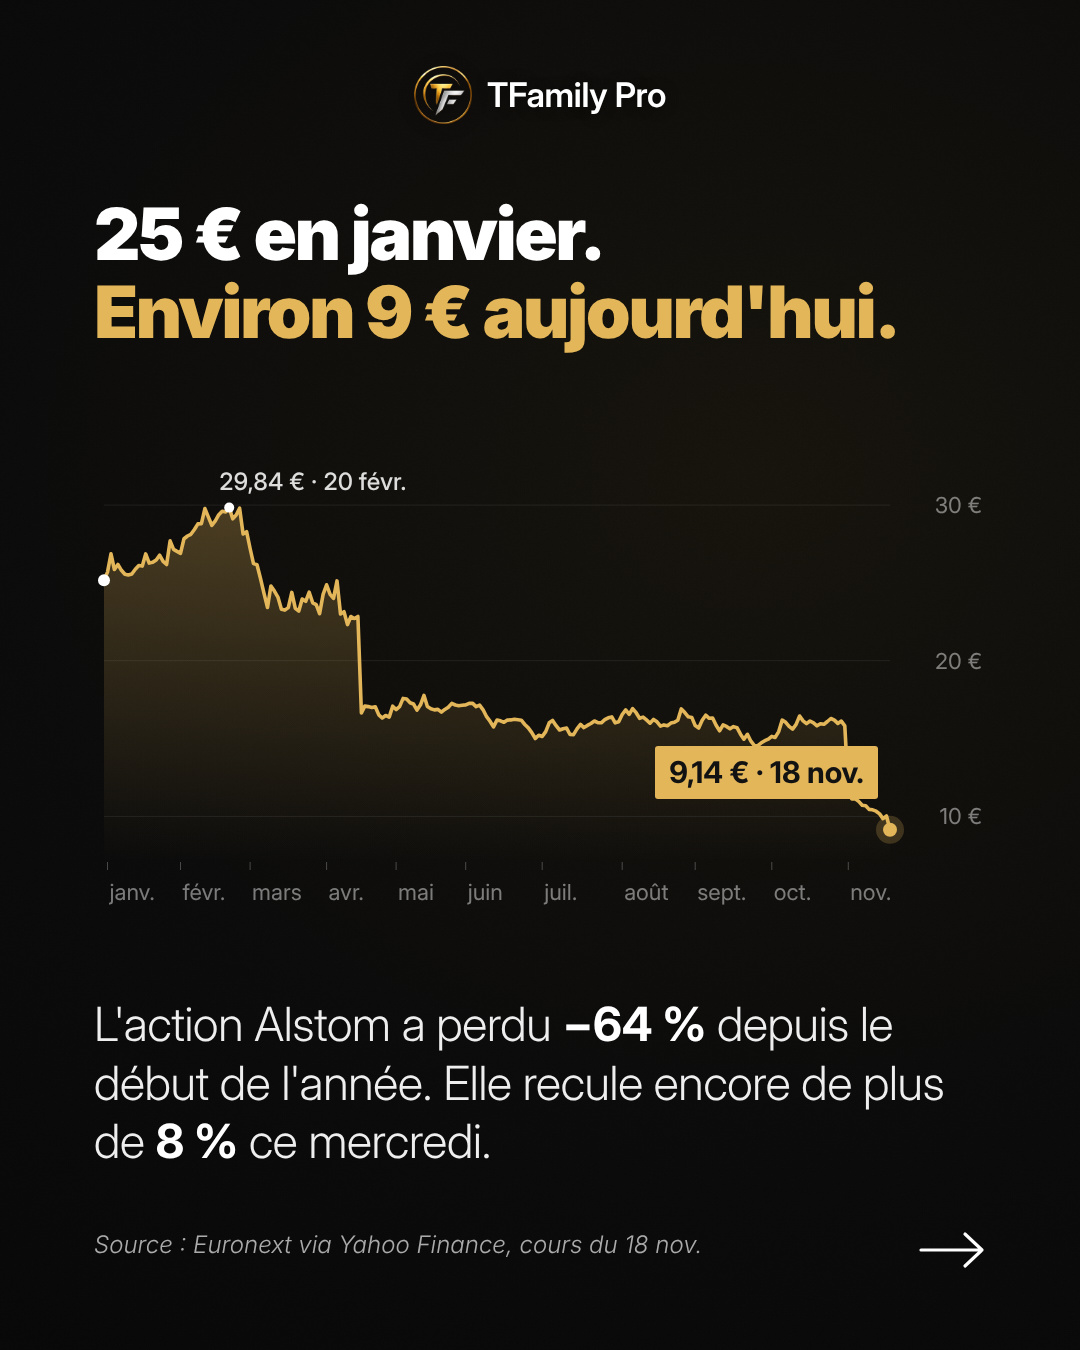 TF TFamily Pro
25 € en janvier.
Environ 9 € aujourd'hui.
29,84 € · 20 févr.
30 €
20 €
9,14 € · 18 nov.
10 €
janv. févr. mars avr. mai juin juil. août sept. oct. nov.
L'action Alstom a perdu −64 % depuis le
début de l'année. Elle recule encore de plus
de 8 % ce mercredi.
Source : Euronext via Yahoo Finance, cours du 18 nov.